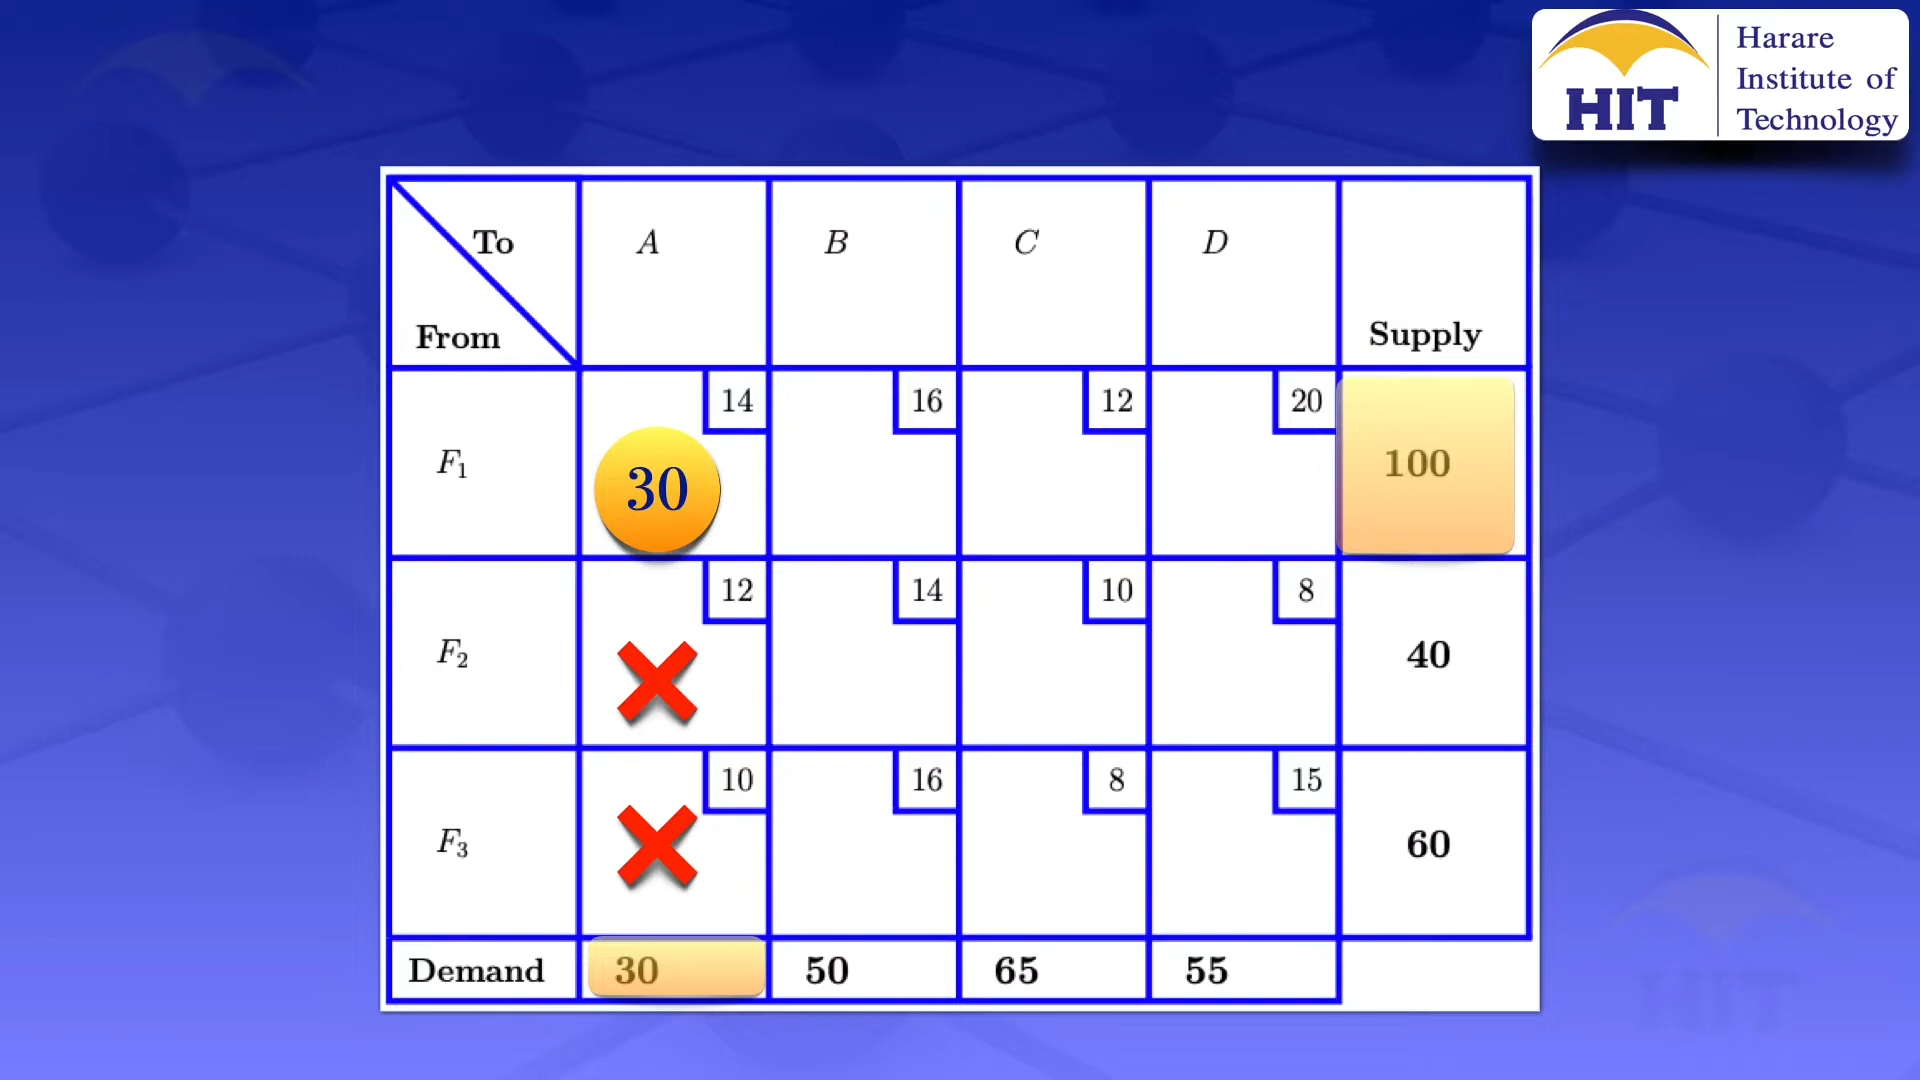 HIT
Harare
Institute of
Technology
To
From
A B C D
Supply
14 16 12 20
F1 30 100
12 14 10 8
F2 40
10 16 8 15
F3 60
Demand 30 50 65 55
HIT